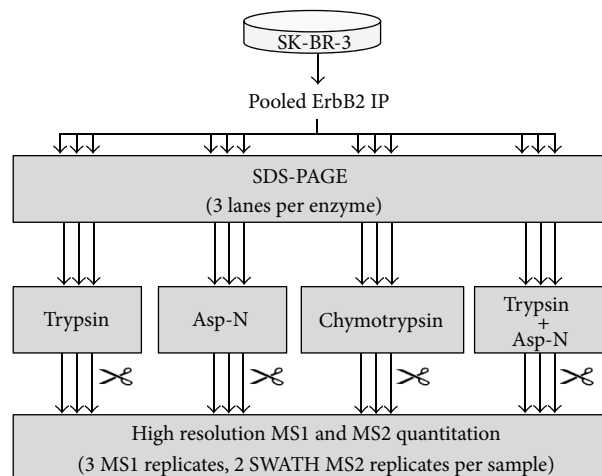 SK-BR-3
Pooled ErbB2 IP
SDS-PAGE
(3 lanes per enzyme)
Trypsin
Asp-N
Chymotrypsin
Trypsin
+
Asp-N
High resolution MS1 and MS2 quantitation
(3 MS1 replicates, 2 SWATH MS2 replicates per sample)